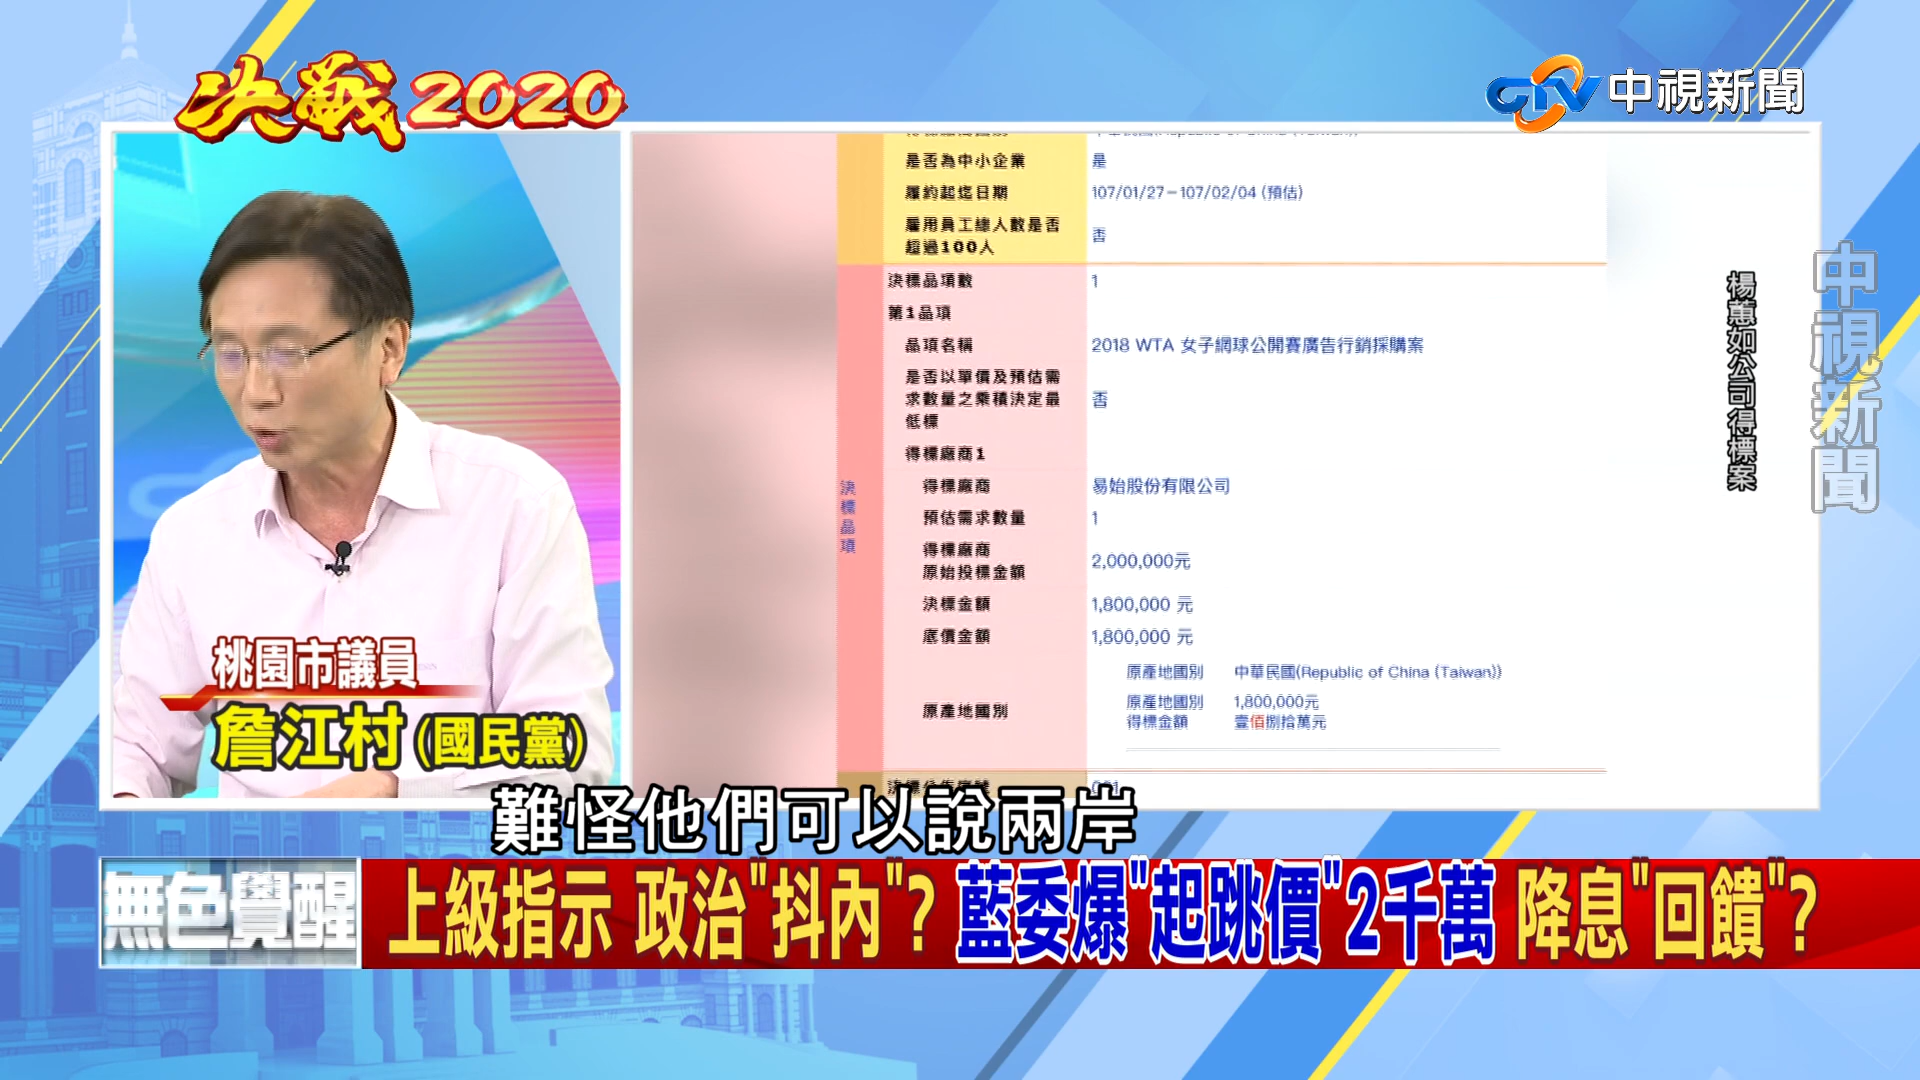 決戰2020
CTV中視新聞
是否為中小企業 是
履約起迄日期 107/01/27－107/02/04 (預估)
雇用員工總人數是否
超過100人 否
決標品項數 1
第1品項
品項名稱 2018 WTA 女子網球公開賽廣告行銷採購案
是否以單價及預估需
求數量之乘積決定最
低標 否
得標廠商1
得標廠商 易始股份有限公司
預估需求數量 1
得標廠商
原始投標金額 2,000,000元
決標金額 1,800,000 元
底價金額 1,800,000 元
原產地國別
原產地國別 中華民國(Republic of China (Taiwan))
原產地國別 1,800,000元
得標金額 壹佰捌拾萬元
決標品項
楊蕙如公司得標案
中視新聞
桃園市議員
詹江村(國民黨)
難怪他們可以說兩岸
無色覺醒
上級指示 政治"抖內"? 藍委爆"起跳價"2千萬 降息"回饋"?